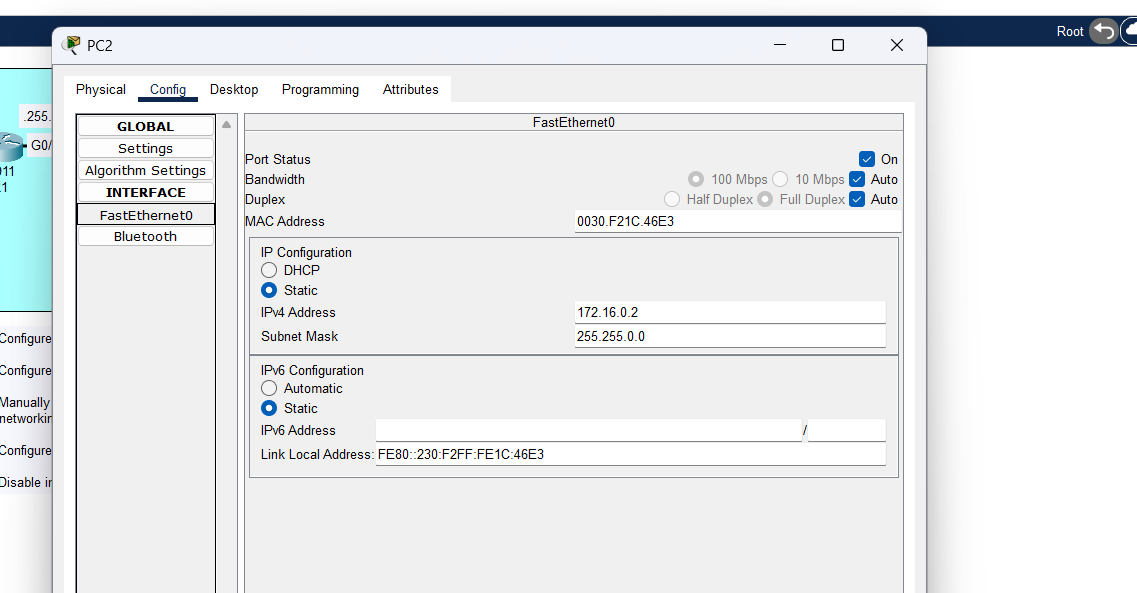 Root
PC2
Physical Config Desktop Programming Attributes
.255.
G0/
911
.1
Configure
Configure
Manually
networkin
Configure
Disable in
GLOBAL
Settings
Algorithm Settings
INTERFACE
FastEthernet0
Bluetooth
FastEthernet0
Port Status On
Bandwidth 100 Mbps 10 Mbps Auto
Duplex Half Duplex Full Duplex Auto
MAC Address 0030.F21C.46E3
IP Configuration
DHCP
Static
IPv4 Address 172.16.0.2
Subnet Mask 255.255.0.0
IPv6 Configuration
Automatic
Static
IPv6 Address /
Link Local Address: FE80::230:F2FF:FE1C:46E3